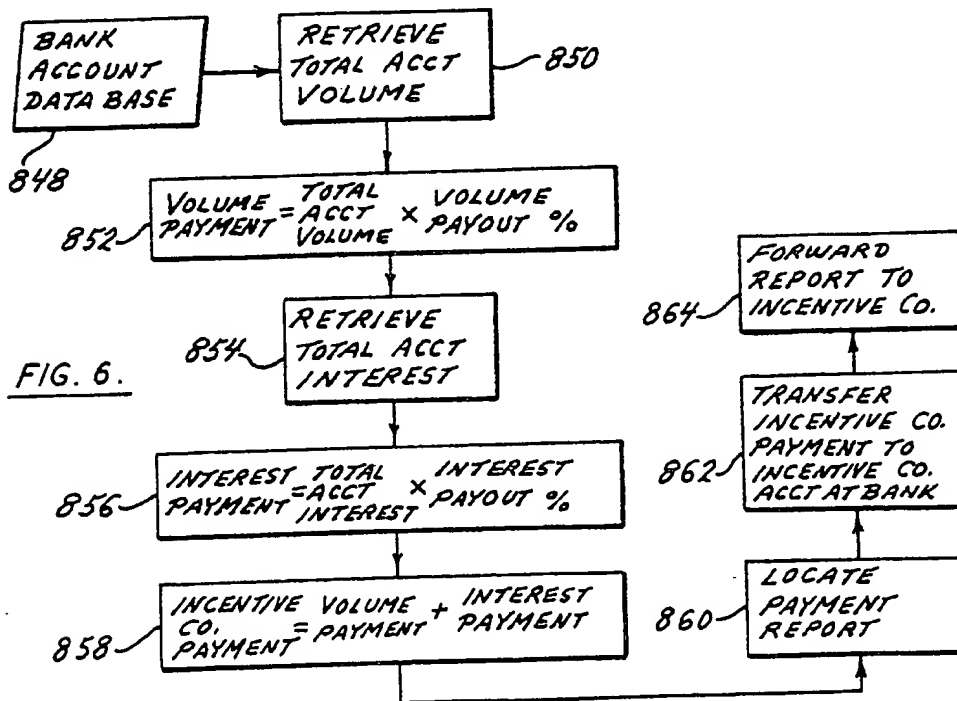 BANK
ACCOUNT
DATA BASE
848
RETRIEVE
TOTAL ACCT
VOLUME
850
VOLUME PAYMENT = TOTAL ACCT VOLUME × VOLUME PAYOUT %
852
RETRIEVE
TOTAL ACCT
INTEREST
854
FIG. 6.
INTEREST PAYMENT = TOTAL ACCT INTEREST × INTEREST PAYOUT %
856
INCENTIVE CO. PAYMENT = VOLUME PAYMENT + INTEREST PAYMENT
858
LOCATE
PAYMENT
REPORT
860
TRANSFER
INCENTIVE CO.
PAYMENT TO
INCENTIVE CO.
ACCT AT BANK
862
FORWARD
REPORT TO
INCENTIVE CO.
864